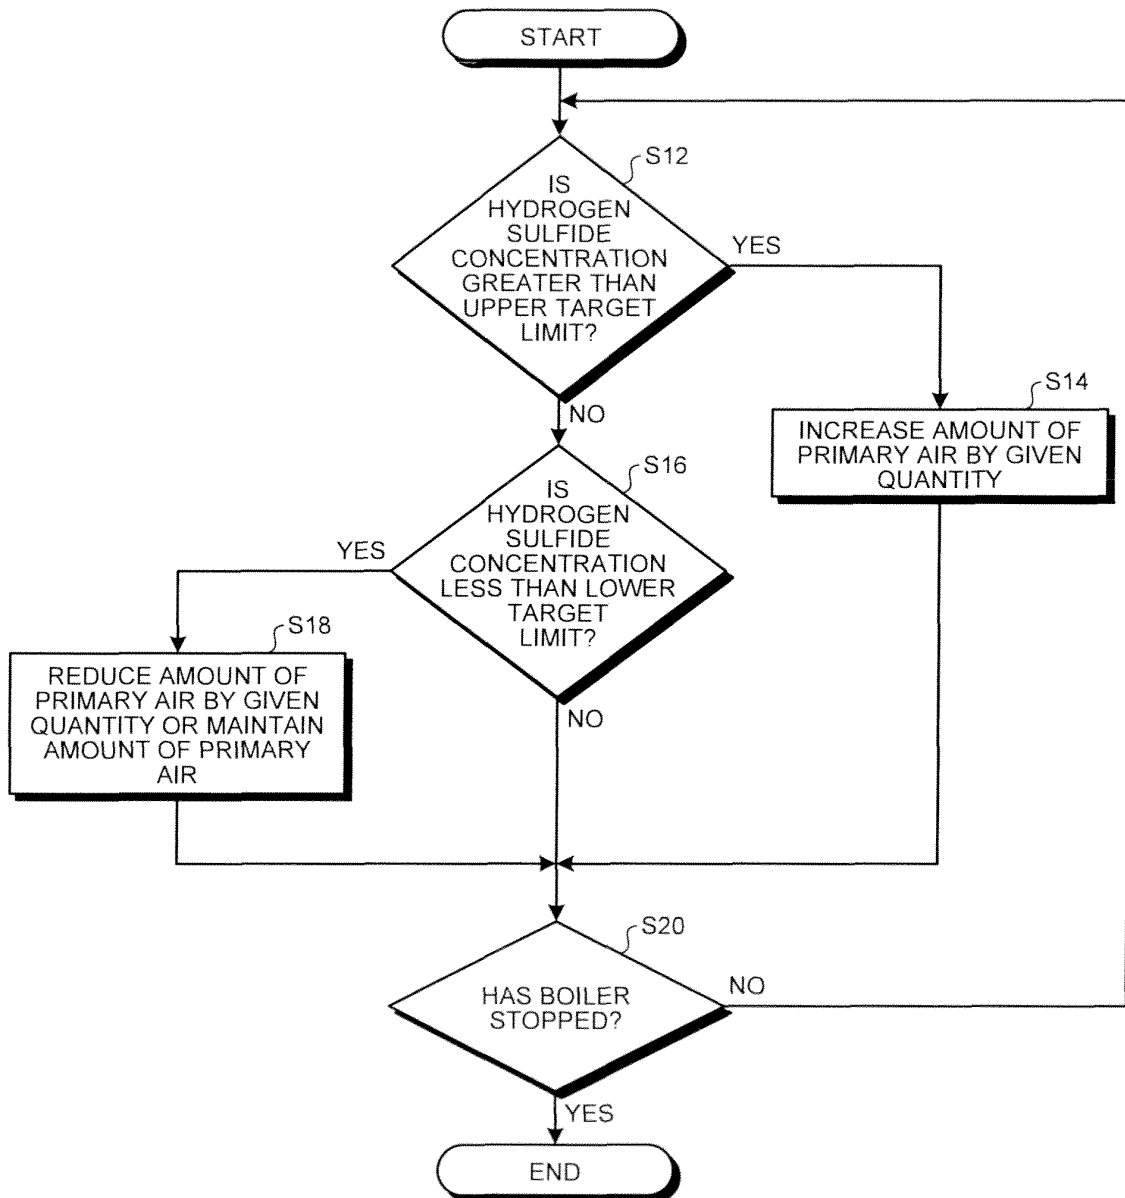 START
S12
IS
HYDROGEN
SULFIDE
CONCENTRATION
GREATER THAN
UPPER TARGET
LIMIT?
YES
NO
S14
INCREASE AMOUNT OF
PRIMARY AIR BY GIVEN
QUANTITY
S16
IS
HYDROGEN
SULFIDE
CONCENTRATION
LESS THAN LOWER
TARGET
LIMIT?
YES
NO
S18
REDUCE AMOUNT OF
PRIMARY AIR BY GIVEN
QUANTITY OR MAINTAIN
AMOUNT OF PRIMARY
AIR
S20
HAS BOILER
STOPPED?
NO
YES
END